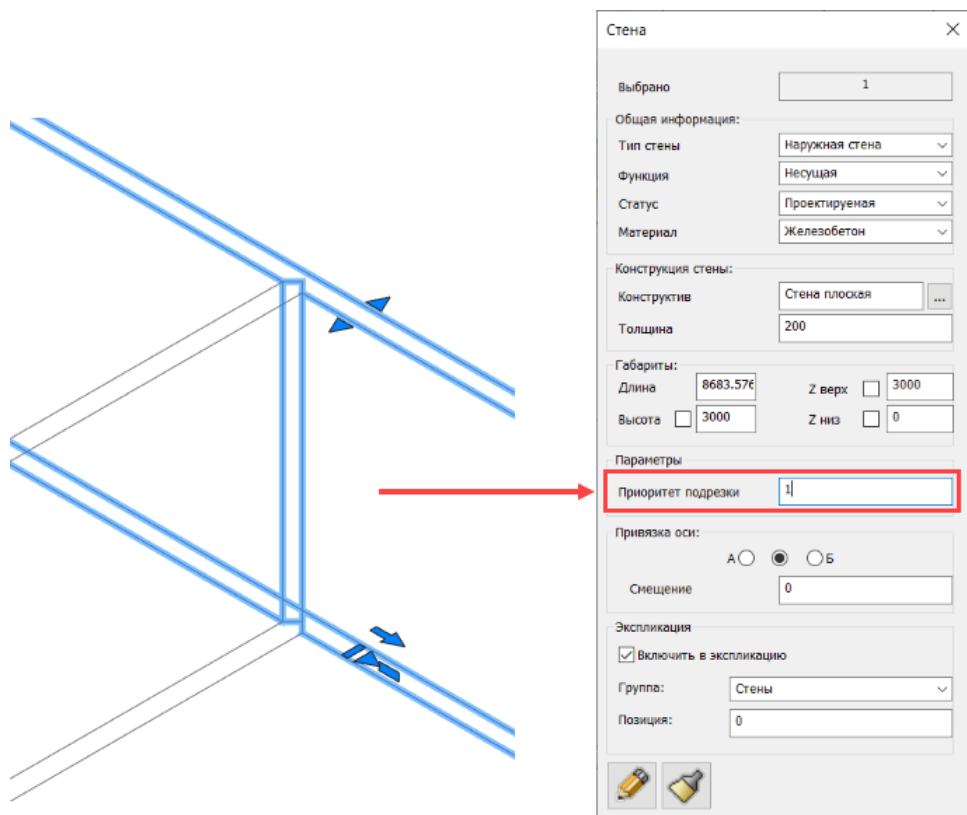 Стена
Выбрано 1
Общая информация:
Тип стены Наружная стена
Функция Несущая
Статус Проектируемая
Материал Железобетон
Конструкция стены:
Конструктив Стена плоская ...
Толщина 200
Габариты:
Длина 8683.576 Z верх 3000
Высота 3000 Z низ 0
Параметры
Приоритет подрезки 1
Привязка оси:
А Б
Смещение 0
Экспликация
Включить в экспликацию
Группа: Стены
Позиция: 0